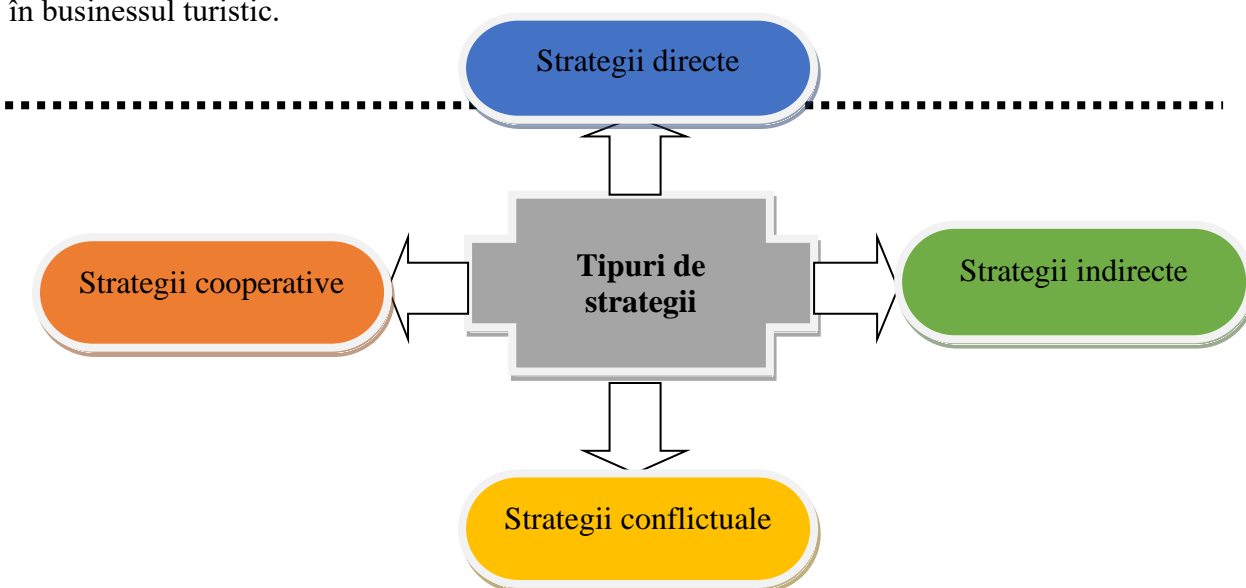 în businessul turistic.
Strategii directe
Strategii cooperative
Tipuri de
strategii
Strategii indirecte
Strategii conflictuale